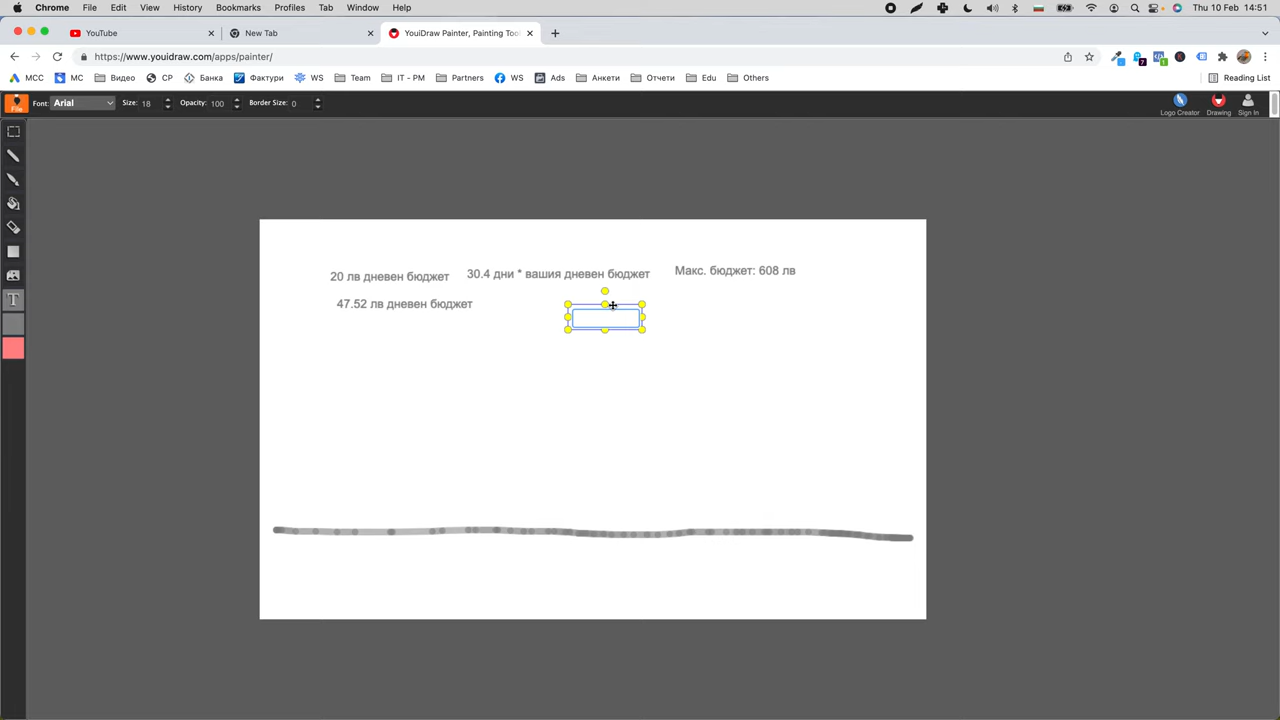 Chrome File Edit View History Bookmarks Profiles Tab Window Help Thu 10 Feb 14:51
YouTube New Tab YouiDraw Painter, Painting Too
https://www.youidraw.com/apps/painter/
MCC MC Видео CP Банка Фактури WS Team IT - PM Partners WS Ads Анкети Отчети Edu Others Reading List
File Font: Arial Size: 18 Opacity: 100 Border Size: 0
Logo Creator Drawing Sign In
20 лв дневен бюджет 30.4 дни * вашия дневен бюджет Макс. бюджет: 608 лв
47.52 лв дневен бюджет
T